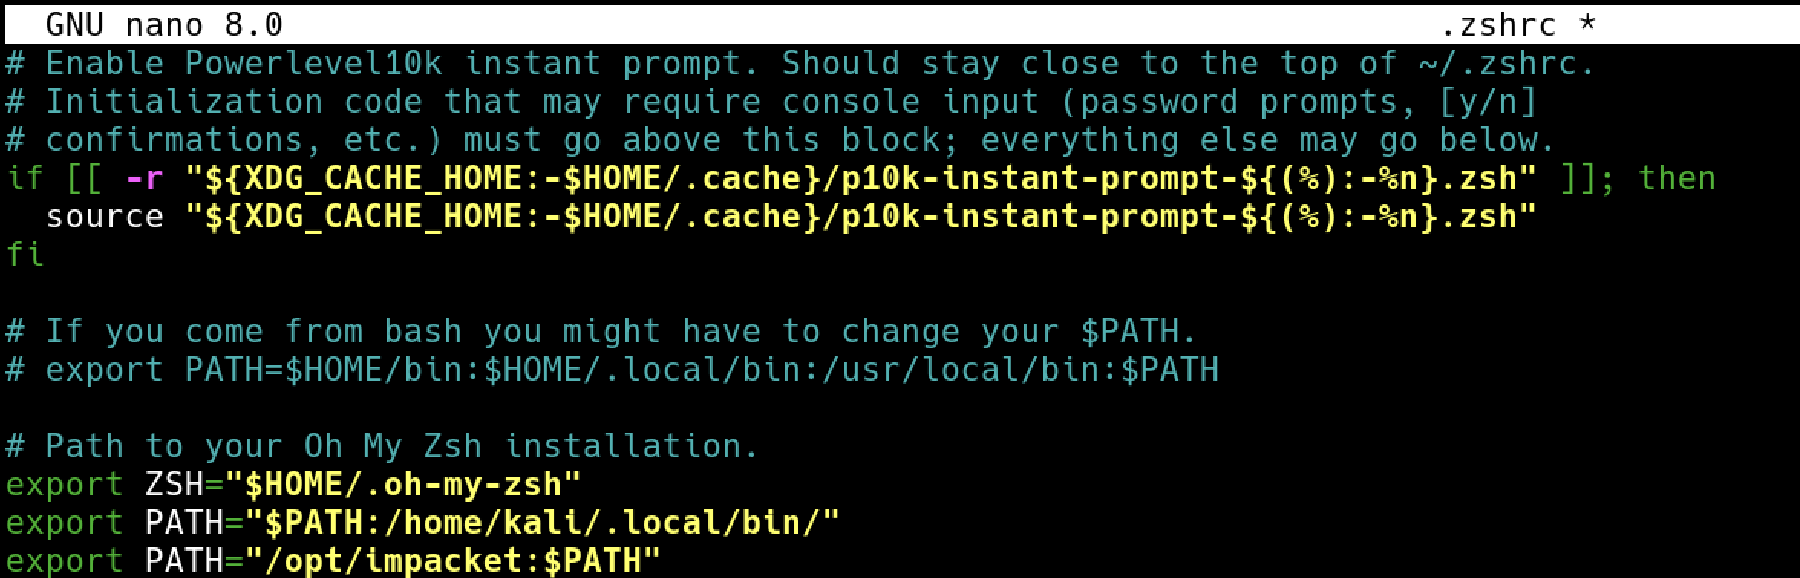 GNU nano 8.0 .zshrc *
# Enable Powerlevel10k instant prompt. Should stay close to the top of ~/.zshrc.
# Initialization code that may require console input (password prompts, [y/n]
# confirmations, etc.) must go above this block; everything else may go below.
if [[ -r "${XDG_CACHE_HOME:-$HOME/.cache}/p10k-instant-prompt-${(%):-%n}.zsh" ]]; then
  source "${XDG_CACHE_HOME:-$HOME/.cache}/p10k-instant-prompt-${(%):-%n}.zsh"
fi
# If you come from bash you might have to change your $PATH.
# export PATH=$HOME/bin:$HOME/.local/bin:/usr/local/bin:$PATH
# Path to your Oh My Zsh installation.
export ZSH="$HOME/.oh-my-zsh"
export PATH="$PATH:/home/kali/.local/bin/"
export PATH="/opt/impacket:$PATH"